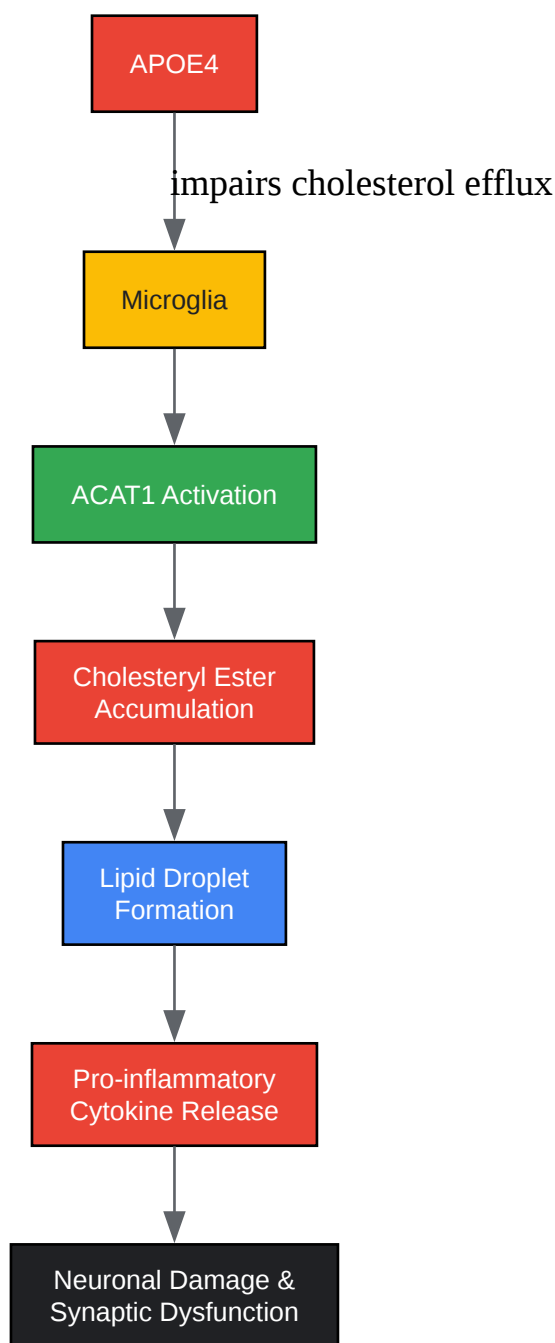 APOE4
impairs cholesterol efflux
Microglia
ACAT1 Activation
Cholesteryl Ester
Accumulation
Lipid Droplet
Formation
Pro-inflammatory
Cytokine Release
Neuronal Damage &
Synaptic Dysfunction